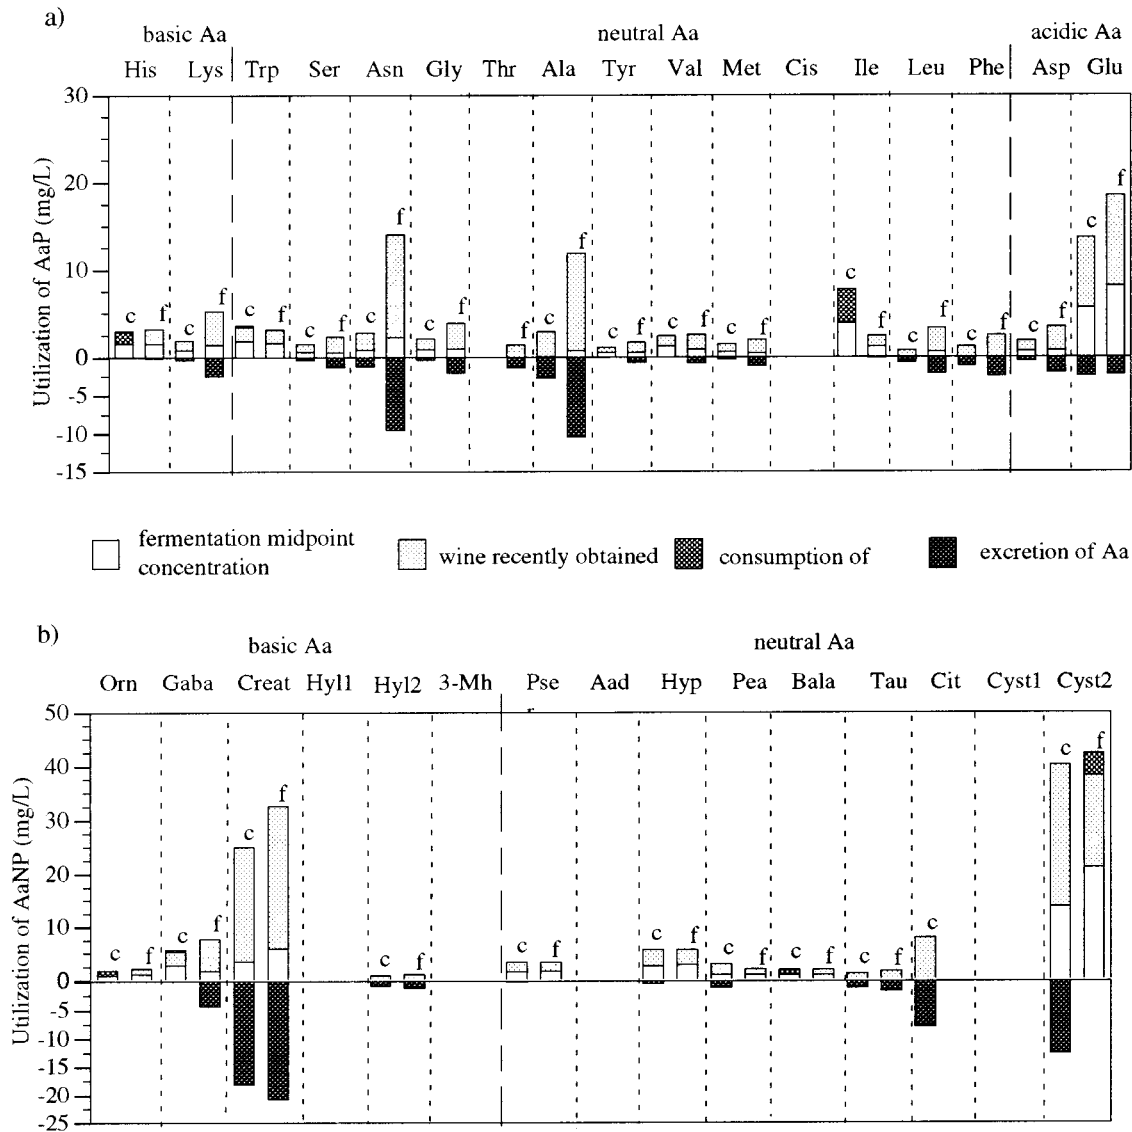 a)
basic Aa neutral Aa acidic Aa
His Lys Trp Ser Asn Gly Thr Ala Tyr Val Met Cis Ile Leu Phe Asp Glu
Utilization of AaP (mg/L)
30
20
10
0
-5
-10
-15
c f c f c f c f c f c f f c f c f c f c f c f c f c f c f c f
fermentation midpoint
concentration
wine recently obtained
consumption of
excretion of Aa
b)
basic Aa neutral Aa
Orn Gaba Creat Hyl1 Hyl2 3-Mh Pse Aad Hyp Pea Bala Tau Cit Cyst1 Cyst2
r
Utilization of AaNP (mg/L)
50
40
30
20
10
0
-5
-10
-15
-20
-25
c f c f c f c f c f c f c f c f c f c c f